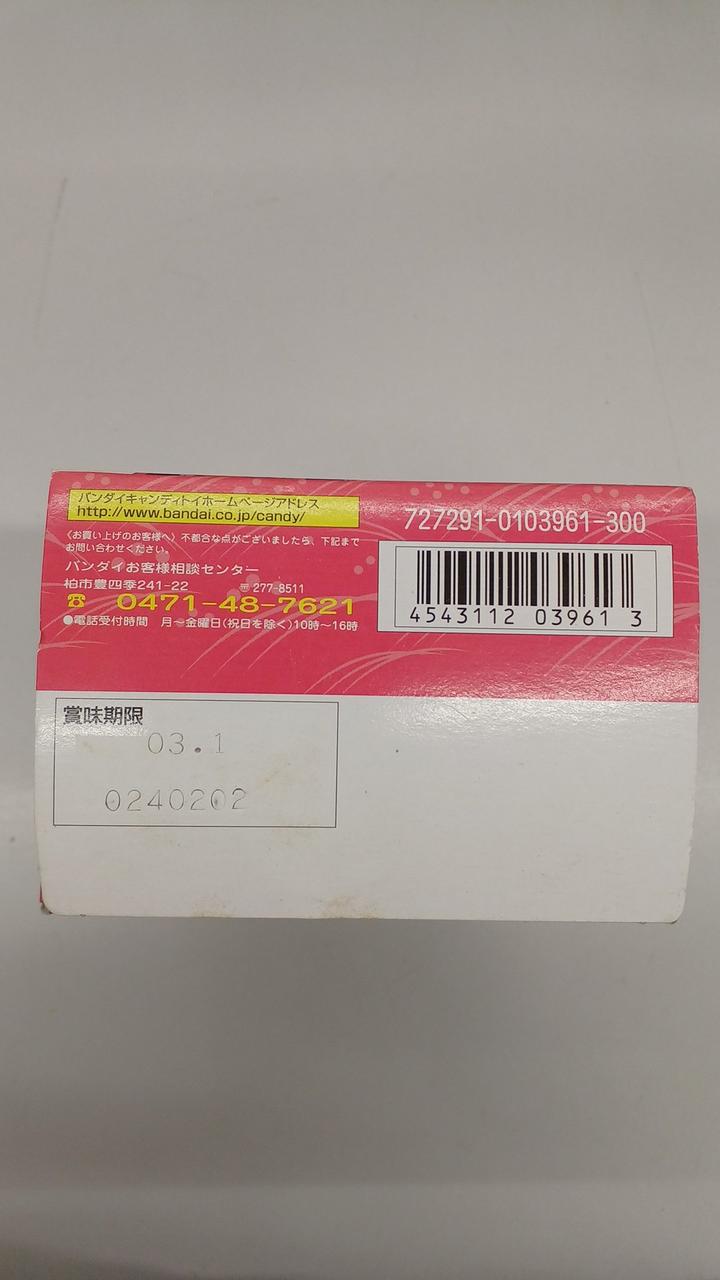 バンダイキャンディトイホームページアドレス
http://www.bandai.co.jp/candy/
〈お買い上げのお客様へ〉不都合な点がございましたら、下記まで
お問い合わせください。
バンダイお客様相談センター
柏市豊四季241-22 〒277-8511
☎ 0471-48-7621
●電話受付時間 月〜金曜日(祝日を除く)10時〜16時
727291-0103961-300
4543112 03961 3
賞味期限
03.1
0240202